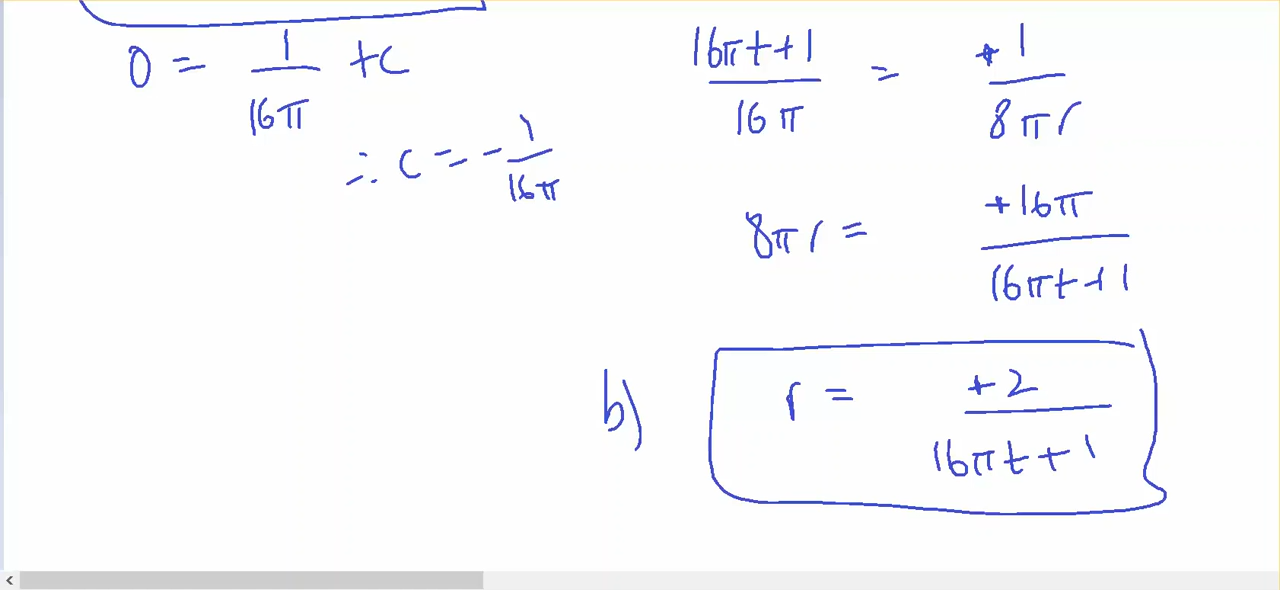 0 = 1/16π + c
∴ c = - 1/16π
16πt+1/16π = +1/8πr
8πr = +16π/16πt+1
b) r = +2/16πt+1